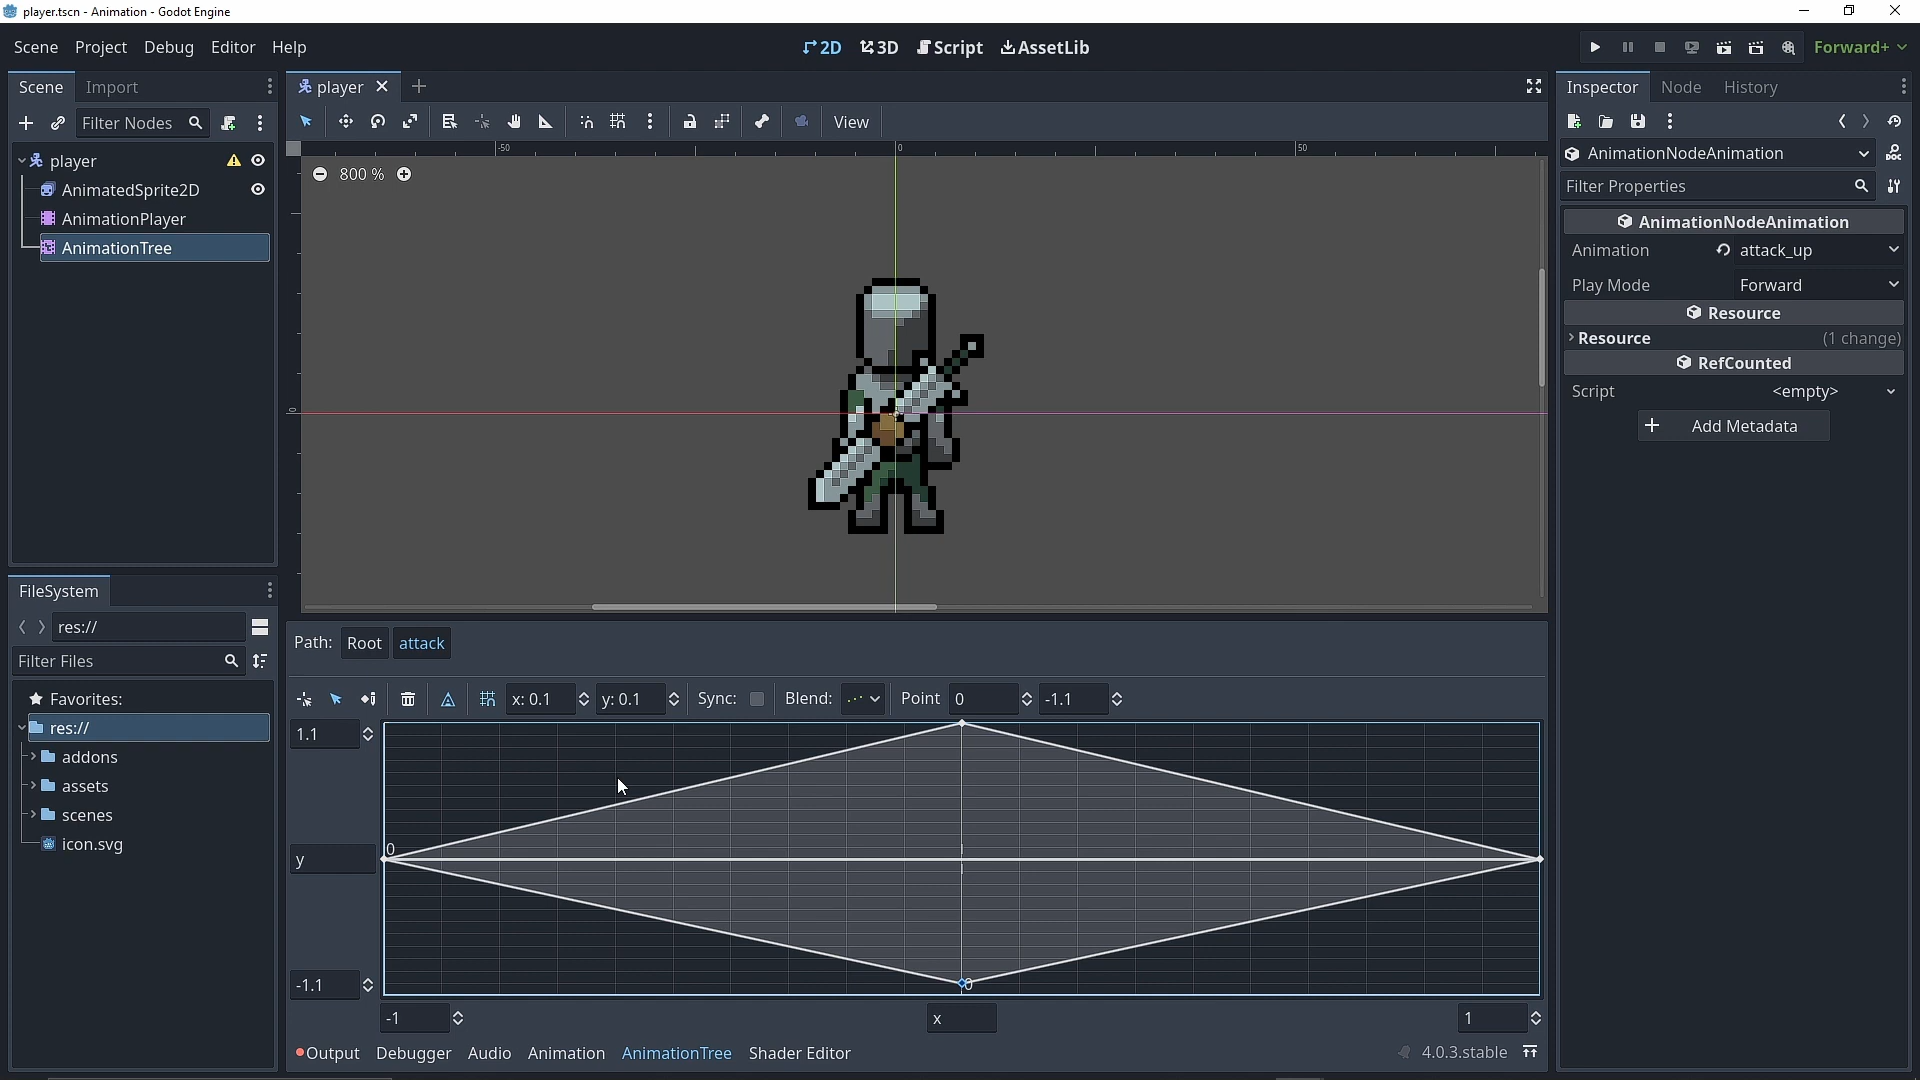 player.tscn - Animation - Godot Engine
Scene Project Debug Editor Help
2D 3D Script AssetLib
Forward+
Scene Import
Filter Nodes
player
AnimatedSprite2D
AnimationPlayer
AnimationTree
FileSystem
res://
Filter Files
Favorites:
res://
addons
assets
scenes
icon.svg
player
View
-50 0 50
800 %
0
Path: Root attack
x: 0.1 y: 0.1 Sync: Blend: Point 0 -1.1
1.1
0
y
-1.1
0
-1 x 1
Output Debugger Audio Animation AnimationTree Shader Editor
4.0.3.stable
Inspector Node History
AnimationNodeAnimation
Filter Properties
AnimationNodeAnimation
Animation attack_up
Play Mode Forward
Resource
Resource (1 change)
RefCounted
Script <empty>
Add Metadata